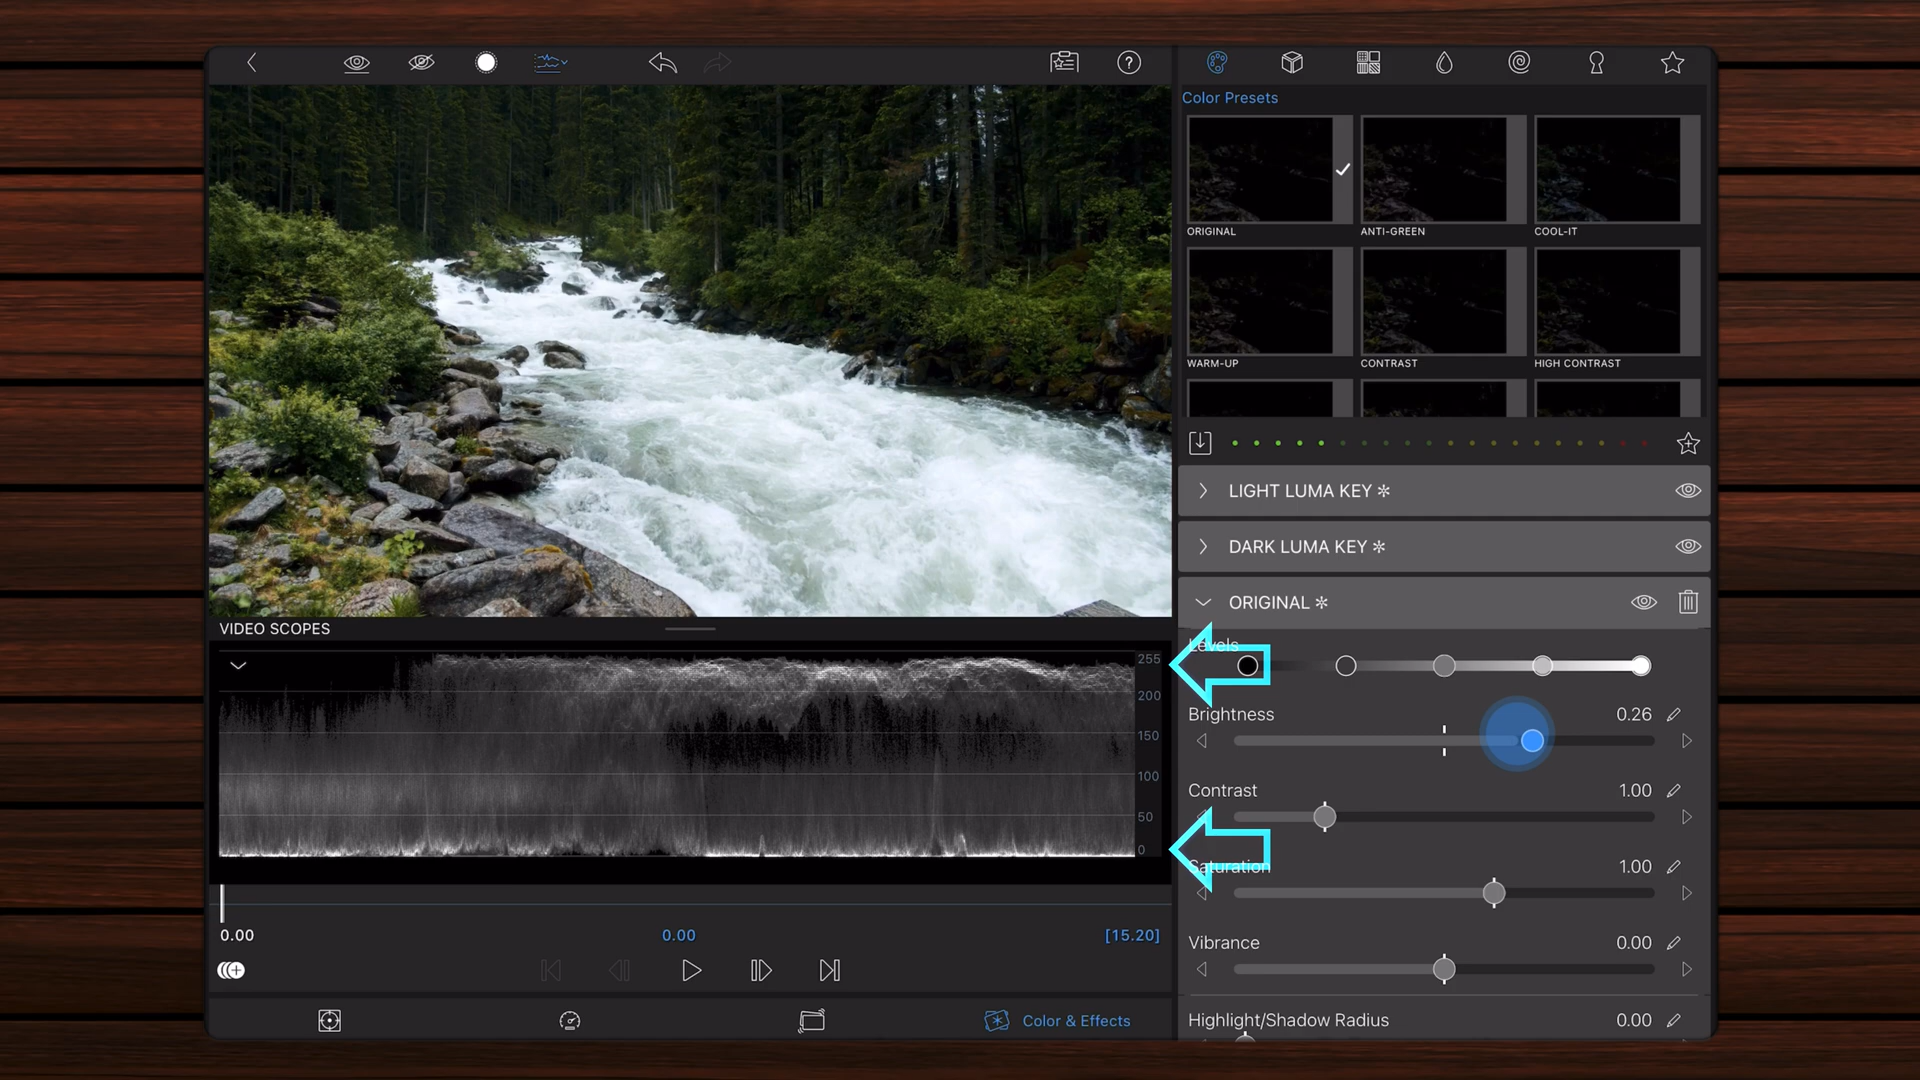 Color Presets
ORIGINAL
ANTI-GREEN
COOL-IT
WARM-UP
CONTRAST
HIGH CONTRAST
LIGHT LUMA KEY ✼
DARK LUMA KEY ✼
ORIGINAL ✼
VIDEO SCOPES
Levels
255
200
150
100
50
0
Brightness
0.26
Contrast
1.00
Saturation
1.00
Vibrance
0.00
Highlight/Shadow Radius
0.00
0.00
0.00
[15.20]
Color & Effects